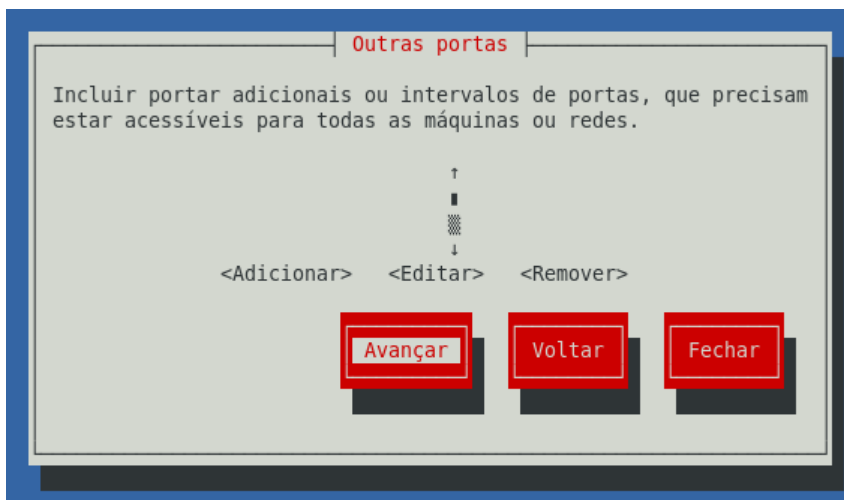 Outras portas
Incluir portar adicionais ou intervalos de portas, que precisam
estar acessíveis para todas as máquinas ou redes.
↑
↓
<Adicionar> <Editar> <Remover>
Avançar Voltar Fechar